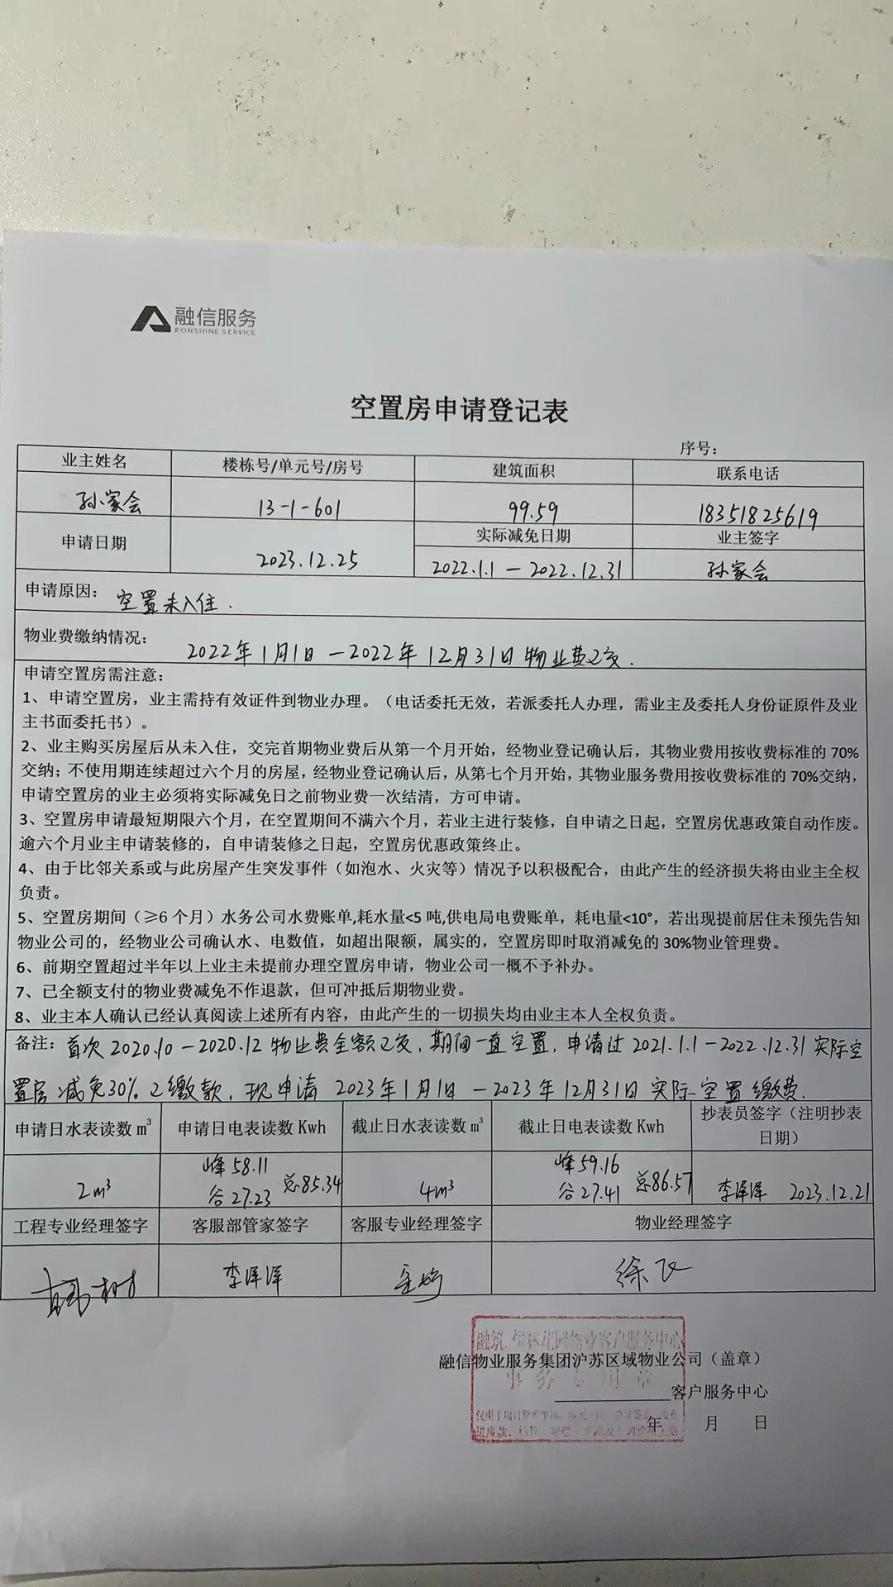 融信服务
RONSHINE SERVICE
空置房申请登记表
序号：
业主姓名 楼栋号/单元号/房号 建筑面积 联系电话
孙家会 13-1-601 99.59 18351825619
申请日期 2023.12.25 实际减免日期 业主签字
2022.1.1 — 2022.12.31 孙家会
申请原因： 空置未入住.
物业费缴纳情况： 2022年1月1日 — 2022年12月31日物业费已交.
申请空置房需注意：
1、申请空置房，业主需持有效证件到物业办理。（电话委托无效，若派委托人办理，需业主及委托人身份证原件及业
主书面委托书）。
2、业主购买房屋后从未入住，交完首期物业费后从第一个月开始，经物业登记确认后，其物业费用按收费标准的 70%
交纳；不使用期连续超过六个月的房屋，经物业登记确认后，从第七个月开始，其物业服务费用按收费标准的 70%交纳，
申请空置房的业主必须将实际减免日之前物业费一次结清，方可申请。
3、空置房申请最短期限六个月，在空置期间不满六个月，若业主进行装修，自申请之日起，空置房优惠政策自动作废。
逾六个月业主申请装修的，自申请装修之日起，空置房优惠政策终止。
4、由于比邻关系或与此房屋产生突发事件（如泡水、火灾等）情况予以积极配合，由此产生的经济损失将由业主全权
负责。
5、空置房期间（≥6 个月）水务公司水费账单,耗水量<5 吨,供电局电费账单，耗电量<10°，若出现提前居住未预先告知
物业公司的，经物业公司确认水、电数值，如超出限额，属实的，空置房即时取消减免的 30%物业管理费。
6、前期空置超过半年以上业主未提前办理空置房申请，物业公司一概不予补办。
7、已全额支付的物业费减免不作退款，但可冲抵后期物业费。
8、业主本人确认已经认真阅读上述所有内容，由此产生的一切损失均由业主本人全权负责。
备注：首次2020.10 — 2020.12 物业费全额已交，期间一直空置，申请过2021.1.1 — 2022.12.31 实际空
置房减免30% 已缴款，现申请 2023年1月1日 — 2023年12月31日实际空置缴费.
申请日水表读数 m³ 申请日电表读数 Kwh 截止日水表读数 m³ 截止日电表读数 Kwh 抄表员签字（注明抄表
日期）
2m³ 峰58.11 谷27.23 总85.34 4m³ 峰59.16 谷27.41 总86.57 李泽泽 2023.12.21
工程专业经理签字 客服部管家签字 客服专业经理签字 物业经理签字
李泽泽 徐飞
融信物业服务集团沪苏区域物业公司（盖章）
客户服务中心
年 月 日